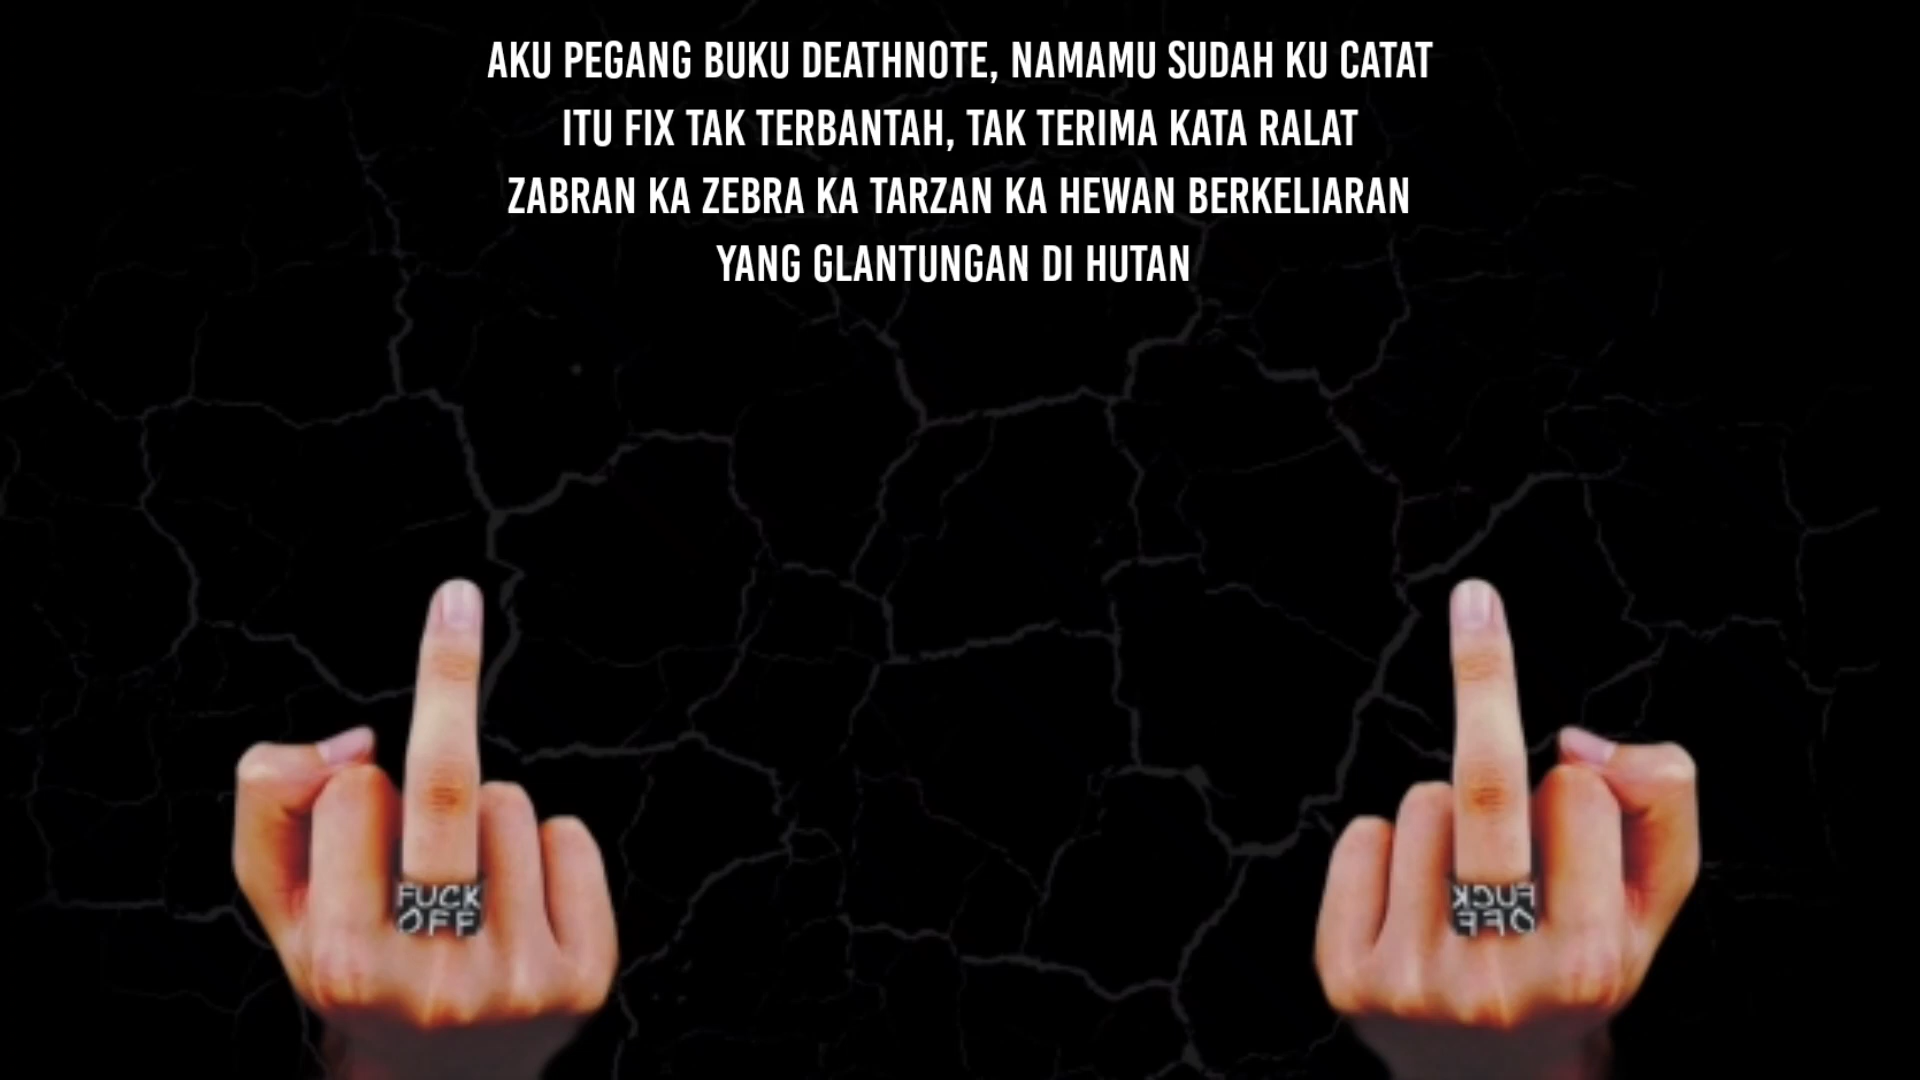 AKU PEGANG BUKU DEATHNOTE, NAMAMU SUDAH KU CATAT
ITU FIX TAK TERBANTAH, TAK TERIMA KATA RALAT
ZABRAN KA ZEBRA KA TARZAN KA HEWAN BERKELIARAN
YANG GLANTUNGAN DI HUTAN
FUCK
OFF
FUCK
OFF